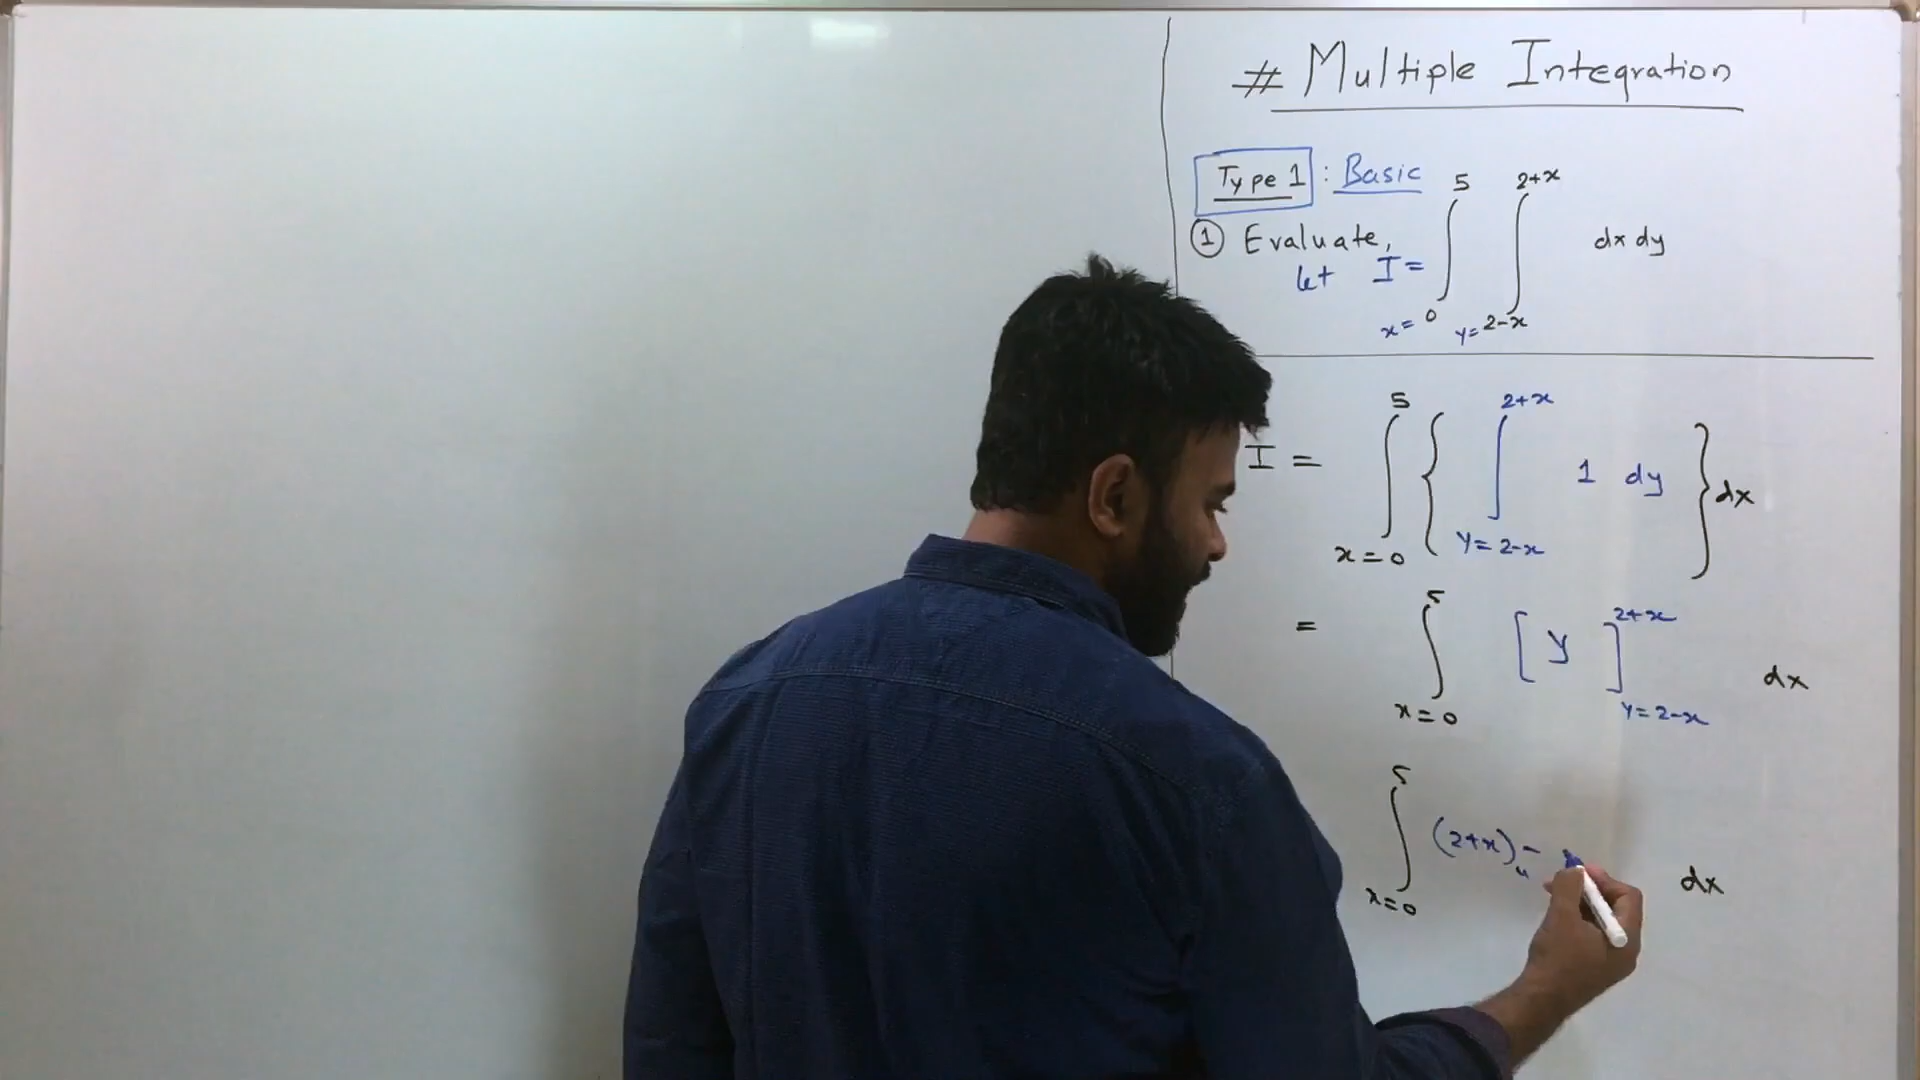 # Multiple Integration
Type 1 : Basic
5 2+x
① Evaluate, ∫ ∫ dx dy
let I =
x= 0 y= 2-x
5 2+x
I = ∫ { ∫ 1 dy } dx
x=0 y=2-x
5 2+x
= ∫ [ y ] dx
x=0 y=2-x
5
∫ (2+x) - dx
x=0